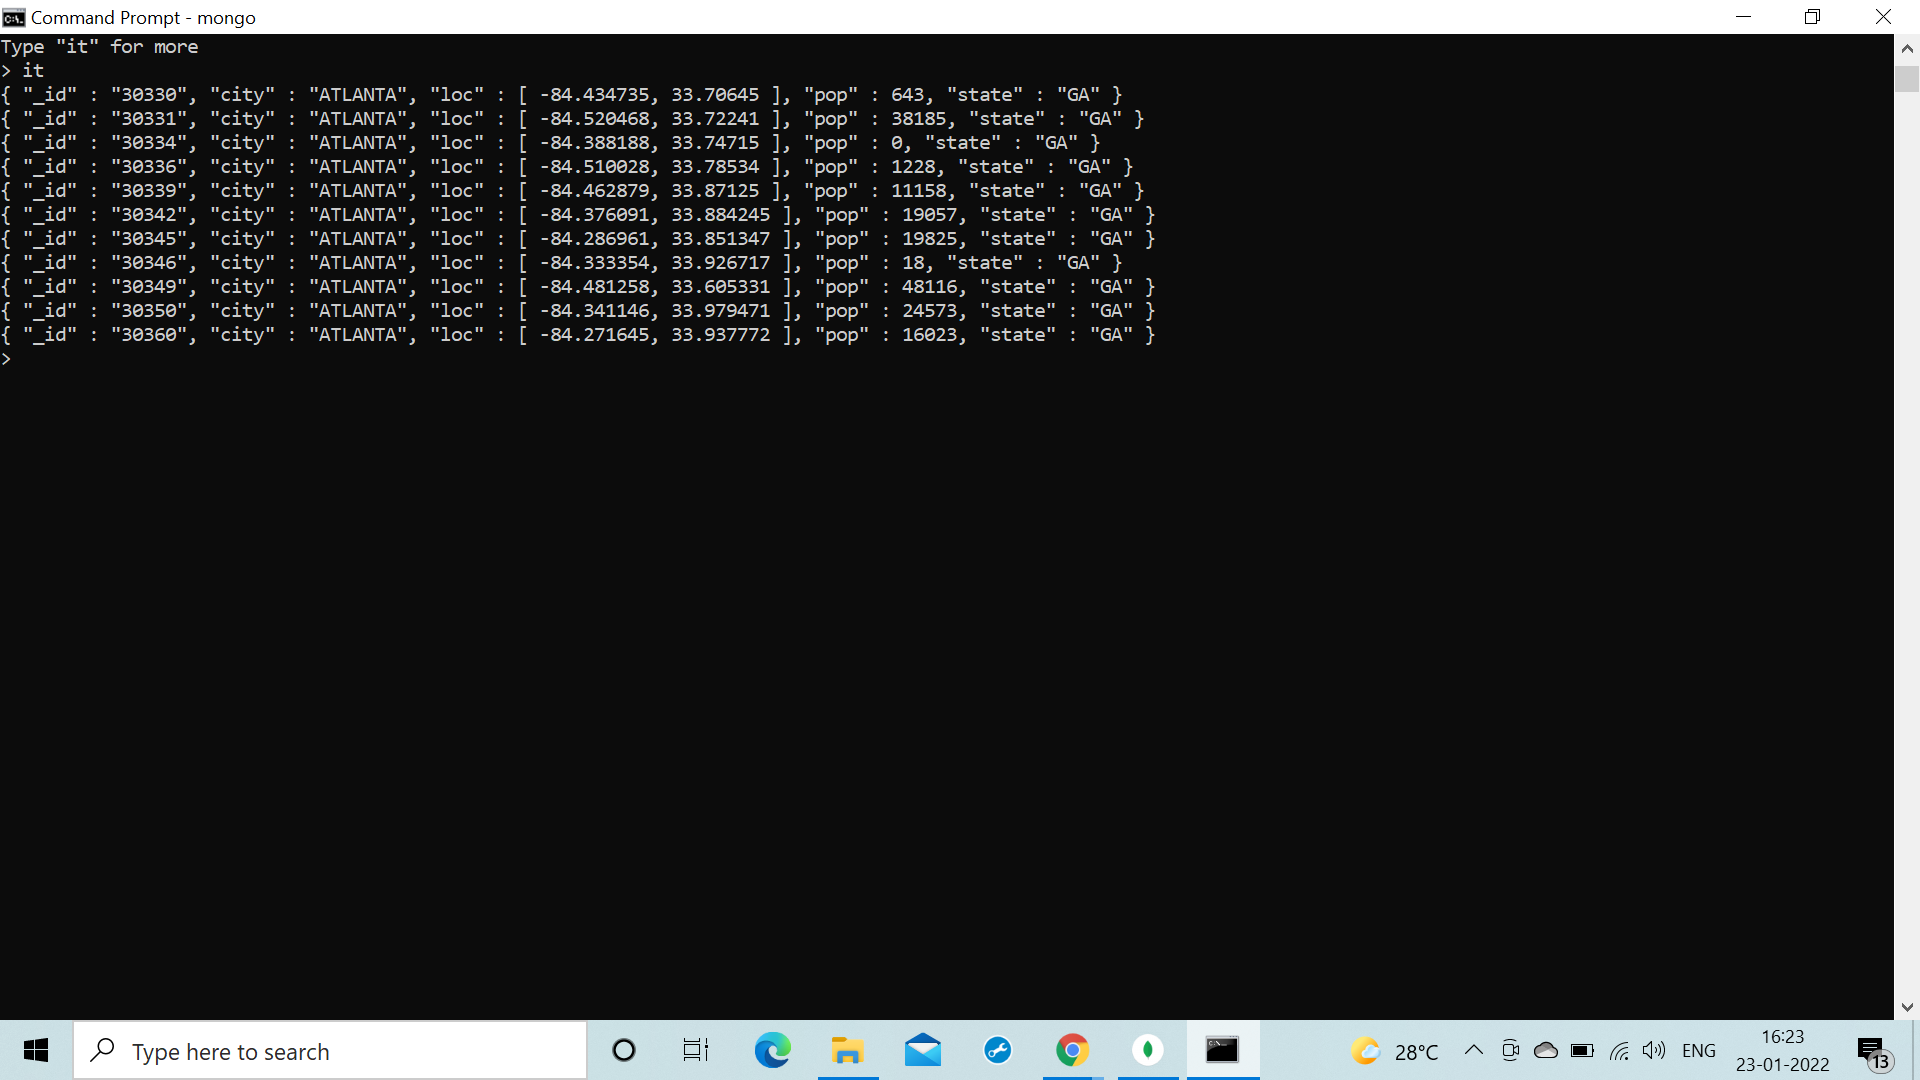 Command Prompt - mongo
Type "it" for more
> it
{ "_id" : "30330", "city" : "ATLANTA", "loc" : [ -84.434735, 33.70645 ], "pop" : 643, "state" : "GA" }
{ "_id" : "30331", "city" : "ATLANTA", "loc" : [ -84.520468, 33.72241 ], "pop" : 38185, "state" : "GA" }
{ "_id" : "30334", "city" : "ATLANTA", "loc" : [ -84.388188, 33.74715 ], "pop" : 0, "state" : "GA" }
{ "_id" : "30336", "city" : "ATLANTA", "loc" : [ -84.510028, 33.78534 ], "pop" : 1228, "state" : "GA" }
{ "_id" : "30339", "city" : "ATLANTA", "loc" : [ -84.462879, 33.87125 ], "pop" : 11158, "state" : "GA" }
{ "_id" : "30342", "city" : "ATLANTA", "loc" : [ -84.376091, 33.884245 ], "pop" : 19057, "state" : "GA" }
{ "_id" : "30345", "city" : "ATLANTA", "loc" : [ -84.286961, 33.851347 ], "pop" : 19825, "state" : "GA" }
{ "_id" : "30346", "city" : "ATLANTA", "loc" : [ -84.333354, 33.926717 ], "pop" : 18, "state" : "GA" }
{ "_id" : "30349", "city" : "ATLANTA", "loc" : [ -84.481258, 33.605331 ], "pop" : 48116, "state" : "GA" }
{ "_id" : "30350", "city" : "ATLANTA", "loc" : [ -84.341146, 33.979471 ], "pop" : 24573, "state" : "GA" }
{ "_id" : "30360", "city" : "ATLANTA", "loc" : [ -84.271645, 33.937772 ], "pop" : 16023, "state" : "GA" }
>
Type here to search
28°C
ENG
16:23
23-01-2022
13